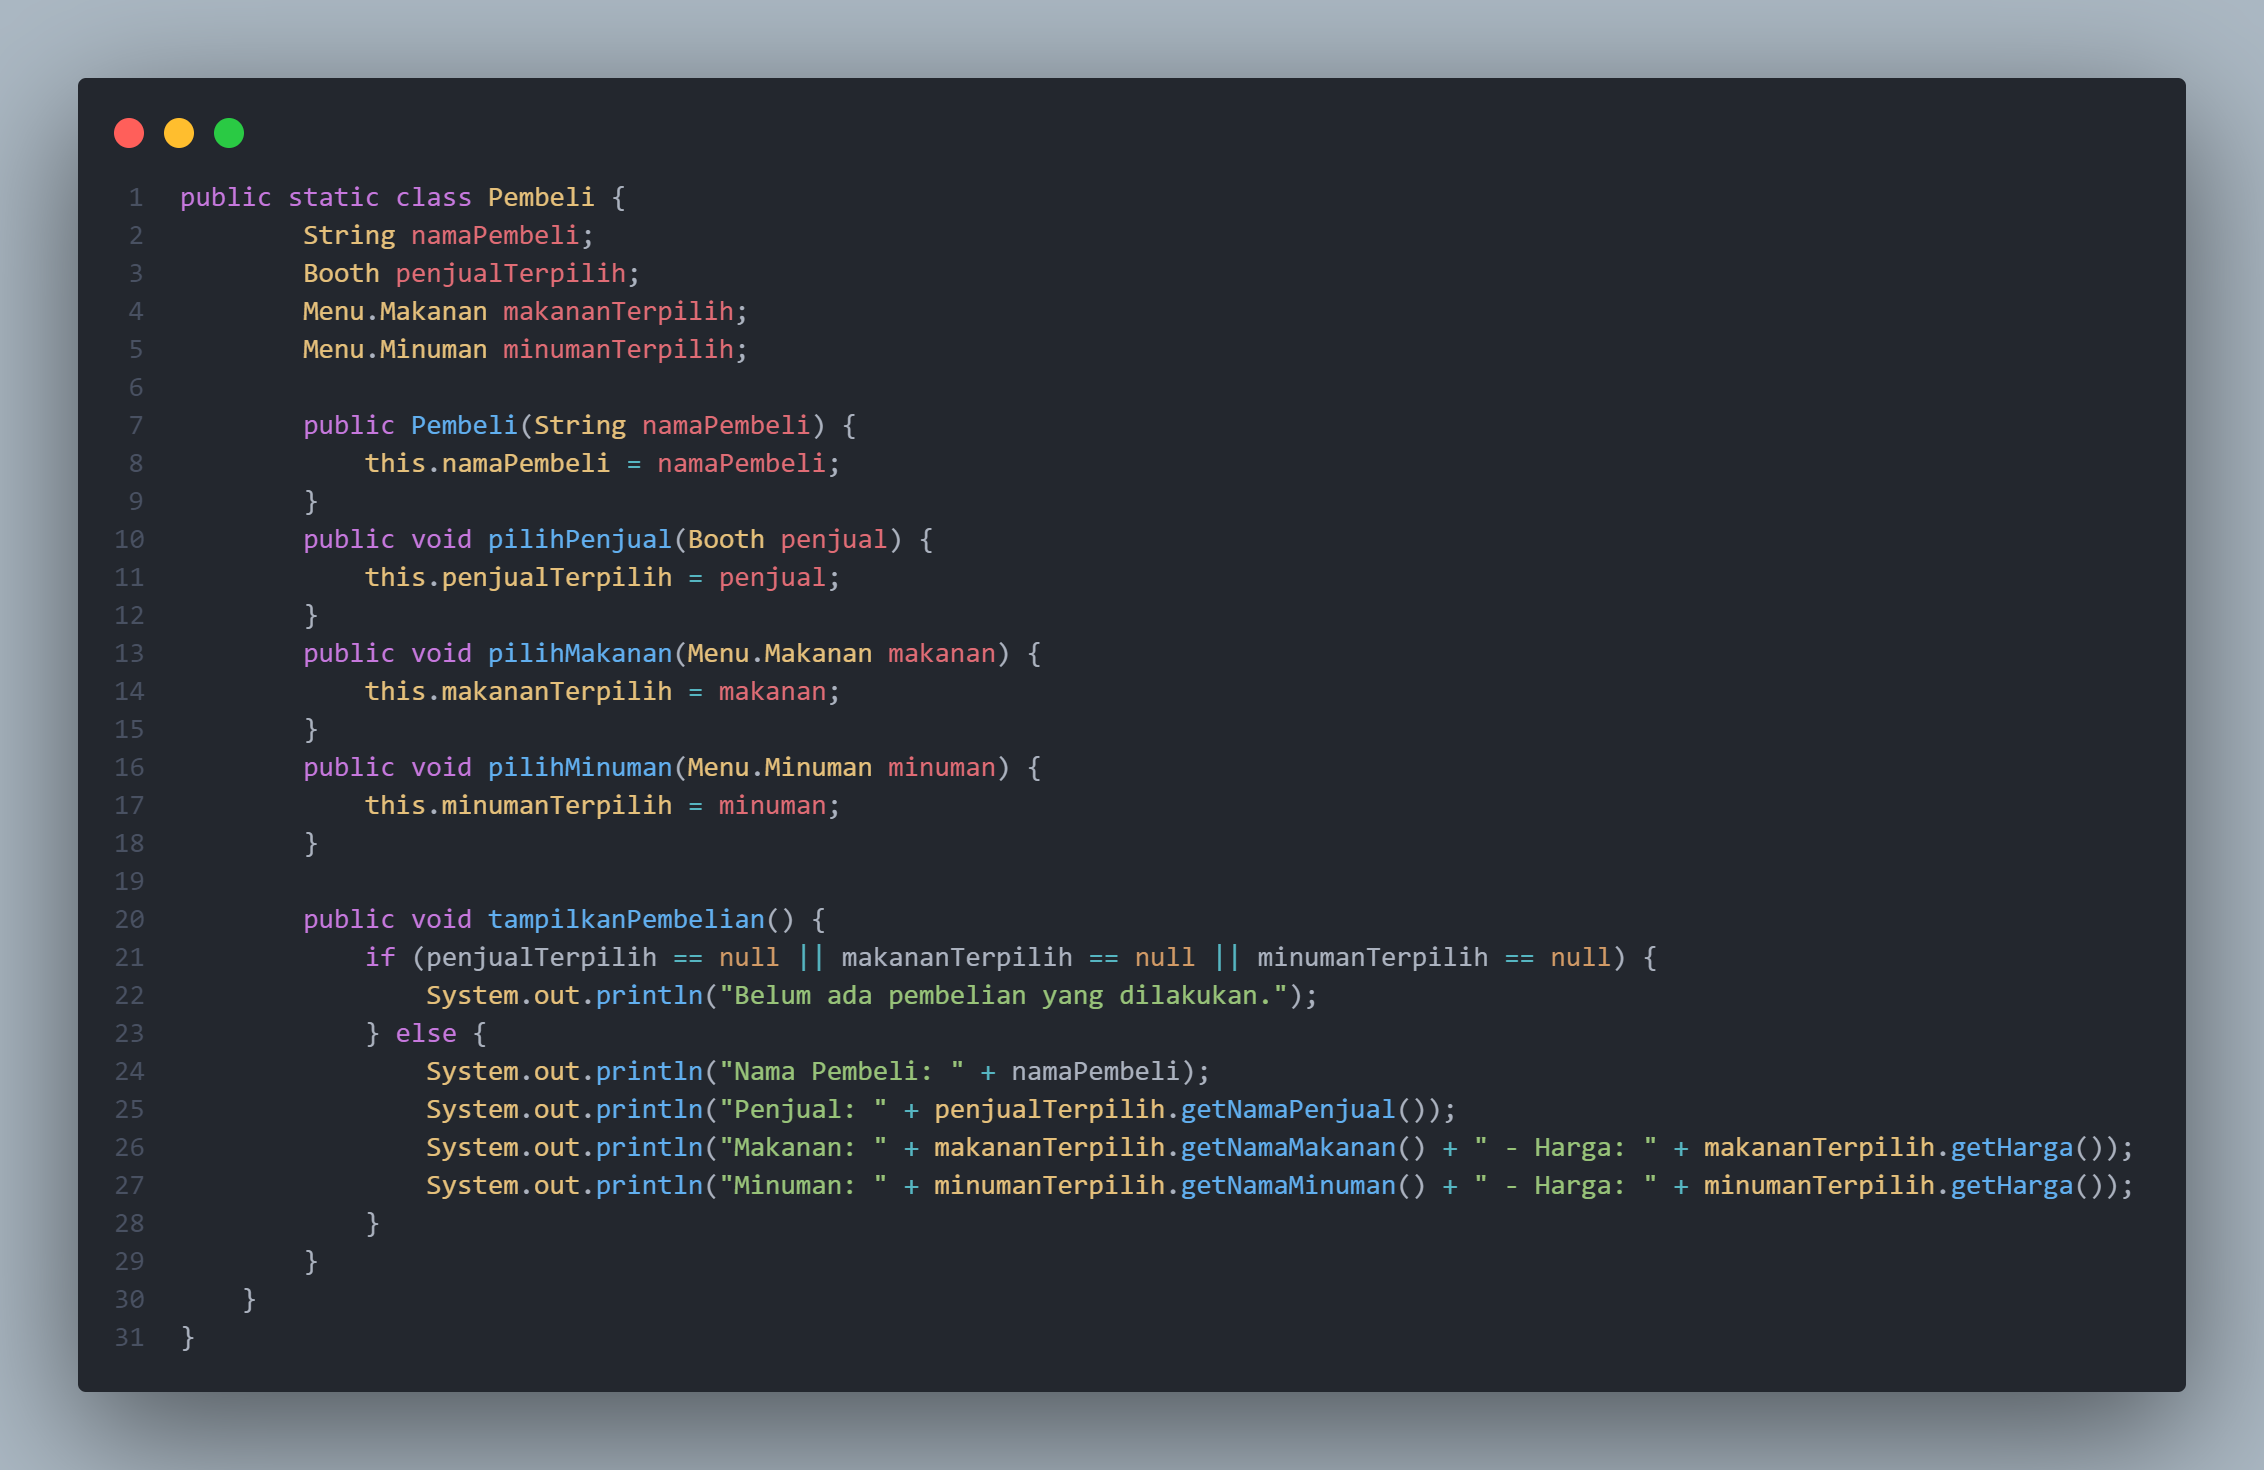 1 public static class Pembeli {
2         String namaPembeli;
3         Booth penjualTerpilih;
4         Menu.Makanan makananTerpilih;
5         Menu.Minuman minumanTerpilih;
6
7         public Pembeli(String namaPembeli) {
8             this.namaPembeli = namaPembeli;
9         }
10         public void pilihPenjual(Booth penjual) {
11             this.penjualTerpilih = penjual;
12         }
13         public void pilihMakanan(Menu.Makanan makanan) {
14             this.makananTerpilih = makanan;
15         }
16         public void pilihMinuman(Menu.Minuman minuman) {
17             this.minumanTerpilih = minuman;
18         }
19
20         public void tampilkanPembelian() {
21             if (penjualTerpilih == null || makananTerpilih == null || minumanTerpilih == null) {
22                 System.out.println("Belum ada pembelian yang dilakukan.");
23             } else {
24                 System.out.println("Nama Pembeli: " + namaPembeli);
25                 System.out.println("Penjual: " + penjualTerpilih.getNamaPenjual());
26                 System.out.println("Makanan: " + makananTerpilih.getNamaMakanan() + " - Harga: " + makananTerpilih.getHarga());
27                 System.out.println("Minuman: " + minumanTerpilih.getNamaMinuman() + " - Harga: " + minumanTerpilih.getHarga());
28             }
29         }
30     }
31 }